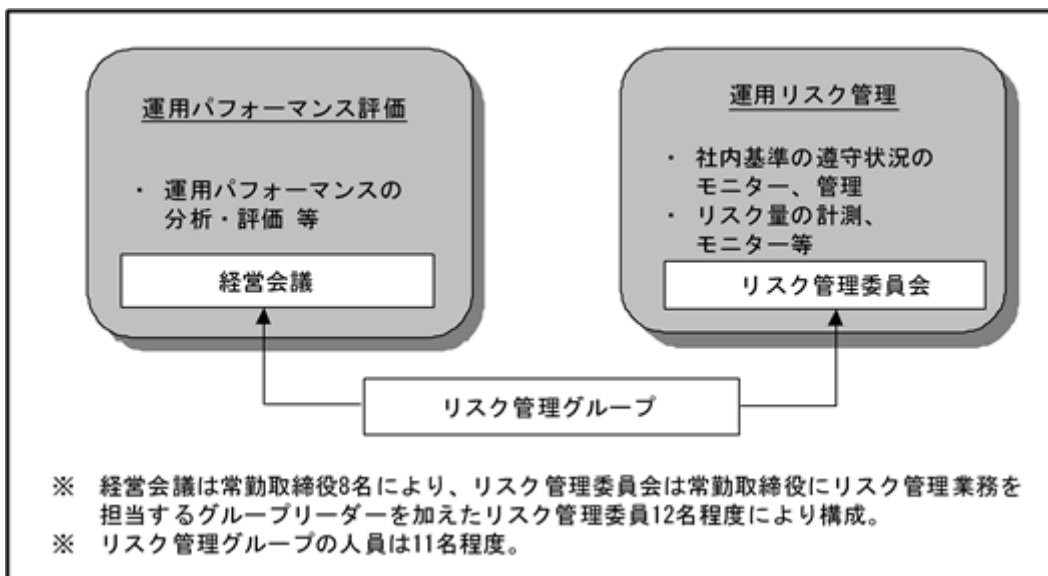 運用パフォーマンス評価
・ 運用パフォーマンスの
分析・評価 等
経営会議
運用リスク管理
・ 社内基準の遵守状況の
モニター、管理
・ リスク量の計測、
モニター等
リスク管理委員会
リスク管理グループ
※ 経営会議は常勤取締役8名により、リスク管理委員会は常勤取締役にリスク管理業務を
担当するグループリーダーを加えたリスク管理委員12名程度により構成。
※ リスク管理グループの人員は11名程度。